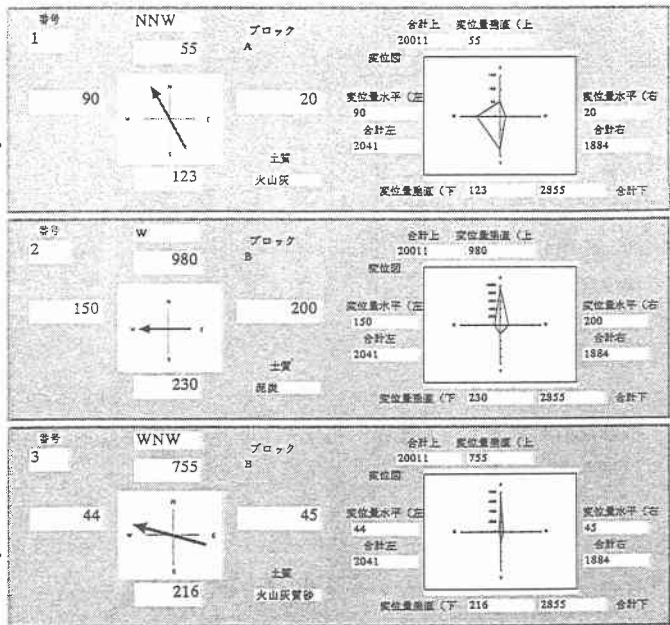 番号 NNW ブロック 合計上 変位量垂直（上
1 55 A 20011 55
変位図
90 20 変位量水平（左 変位量水平（右
90 20
合計左 合計右
土質 2041 1884
123 火山灰 変位量垂直（下 123 2855 合計下
番号 W ブロック 合計上 変位量垂直（上
2 980 B 20011 980
変位図
150 200 変位量水平（左 変位量水平（右
150 200
合計左 合計右
土質 2041 1884
230 泥炭 変位量垂直（下 230 2855 合計下
番号 WNW ブロック 合計上 変位量垂直（上
3 755 B 20011 755
変位図
44 45 変位量水平（左 変位量水平（右
44 45
合計左 合計右
土質 2041 1884
216 火山灰質砂 変位量垂直（下 216 2855 合計下